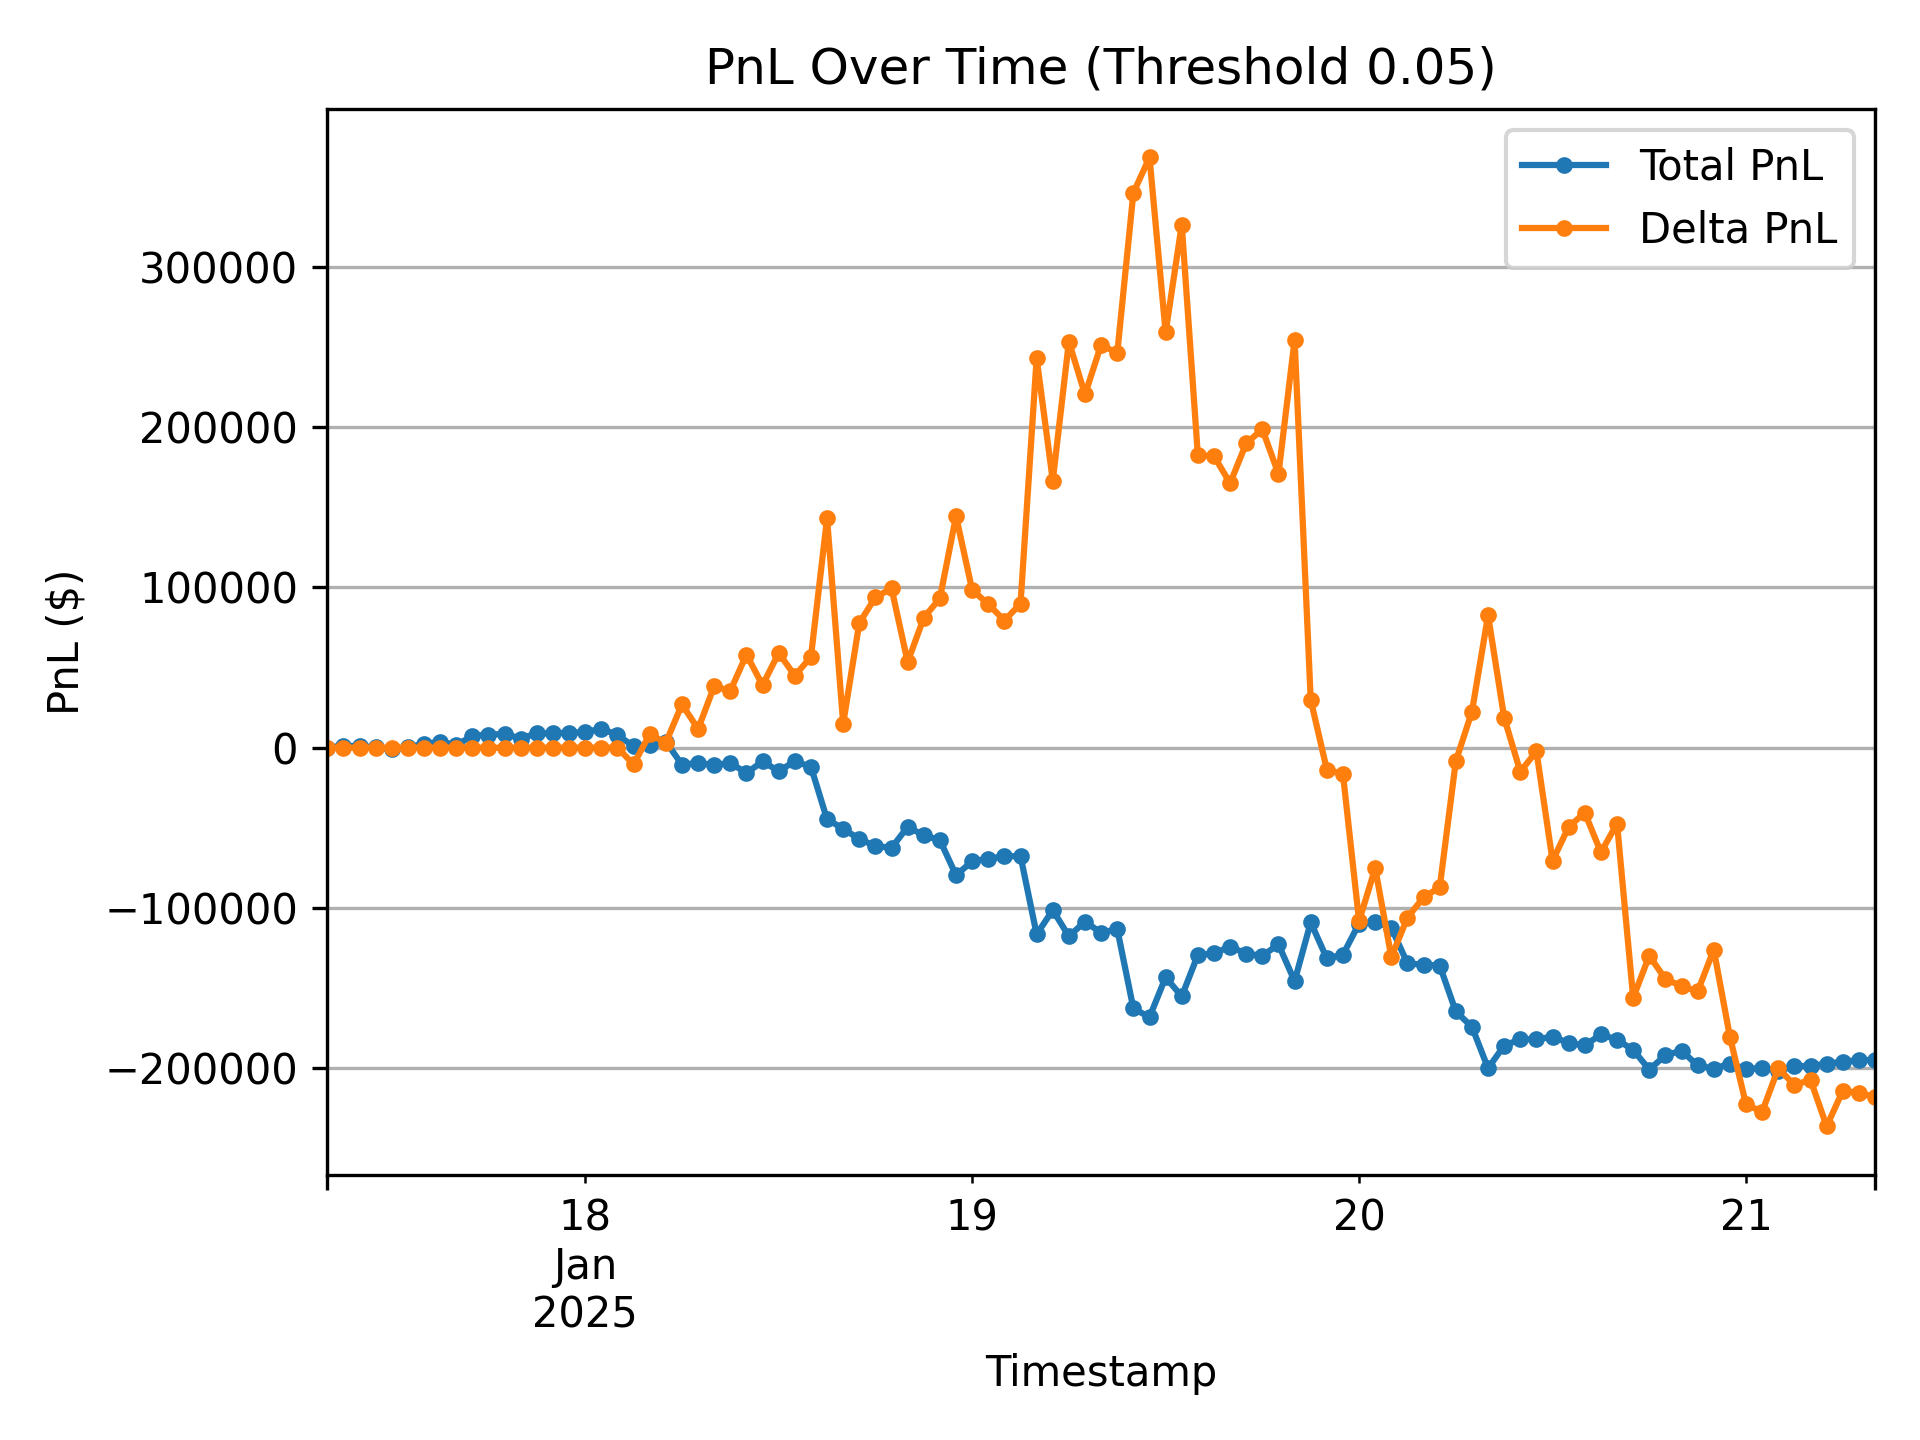 PnL Over Time (Threshold 0.05)
Total PnL
Delta PnL
300000
200000
100000
0
−100000
−200000
PnL ($)
18
19
20
21
Jan
2025
Timestamp